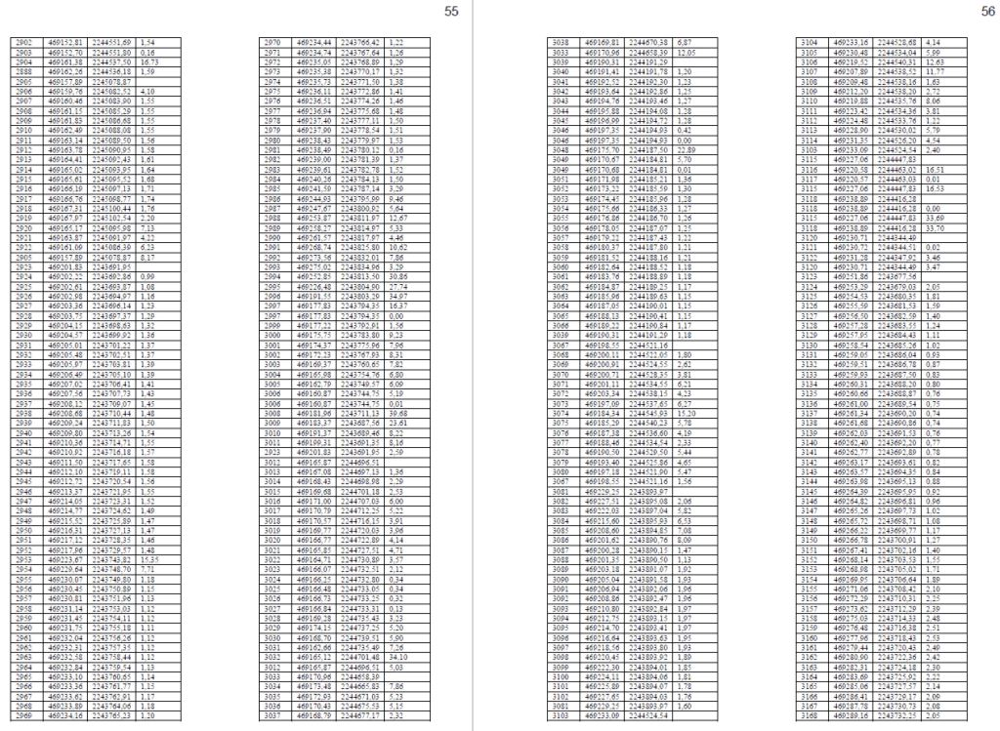 55
2902 469152,81 2244551,69 1,54
2903 469152,70 2244551,80 0,16
2904 469161,38 2244537,50 16,73
2888 469162,26 2244536,18 1,59
2905 469157,89 2245078,87
2906 469159,76 2245082,52 4,10
2907 469160,46 2245083,90 1,55
2908 469161,15 2245085,29 1,55
2909 469161,83 2245086,68 1,55
2910 469162,49 2245088,08 1,55
2911 469163,14 2245089,50 1,56
2912 469163,78 2245090,95 1,58
2913 469164,41 2245092,43 1,61
2914 469165,02 2245093,95 1,64
2915 469165,61 2245095,52 1,68
2916 469166,19 2245097,13 1,71
2917 469166,76 2245098,77 1,74
2918 469167,31 2245100,44 1,76
2919 469167,97 2245102,54 2,20
2920 469165,17 2245095,98 7,13
2921 469163,87 2245091,97 4,22
2922 469161,09 2245086,39 6,23
2905 469157,89 2245078,87 8,17
2923 469201,83 2243691,95
2924 469202,22 2243692,86 0,99
2925 469202,61 2243693,87 1,08
2926 469202,98 2243694,97 1,16
2927 469203,36 2243696,14 1,23
2928 469203,75 2243697,37 1,29
2929 469204,15 2243698,63 1,32
2930 469204,57 2243699,92 1,36
2931 469205,01 2243701,22 1,37
2932 469205,48 2243702,51 1,37
2933 469205,97 2243703,81 1,39
2934 469206,49 2243705,10 1,39
2935 469207,02 2243706,41 1,41
2936 469207,56 2243707,73 1,43
2937 469208,12 2243709,07 1,45
2938 469208,68 2243710,44 1,48
2939 469209,24 2243711,83 1,50
2940 469209,80 2243713,26 1,54
2941 469210,36 2243714,71 1,55
2942 469210,92 2243716,18 1,57
2943 469211,50 2243717,65 1,58
2944 469212,10 2243719,11 1,58
2945 469212,72 2243720,54 1,56
2946 469213,37 2243721,95 1,55
2947 469214,05 2243723,31 1,52
2948 469214,77 2243724,62 1,49
2949 469215,52 2243725,89 1,47
2950 469216,31 2243727,13 1,47
2951 469217,12 2243728,35 1,46
2952 469217,96 2243729,57 1,48
2953 469223,67 2243743,82 15,35
2954 469229,64 2243748,70 7,71
2955 469230,07 2243749,80 1,18
2956 469230,45 2243750,89 1,15
2957 469230,81 2243751,96 1,13
2958 469231,14 2243753,03 1,12
2959 469231,45 2243754,11 1,12
2960 469231,75 2243755,18 1,11
2961 469232,04 2243756,26 1,12
2962 469232,31 2243757,35 1,12
2963 469232,58 2243758,44 1,12
2964 469232,84 2243759,54 1,13
2965 469233,10 2243760,65 1,14
2966 469233,36 2243761,77 1,15
2967 469233,62 2243762,91 1,17
2968 469233,89 2243764,06 1,18
2969 469234,16 2243765,23 1,20
2970 469234,44 2243766,42 1,22
2971 469234,74 2243767,64 1,26
2972 469235,05 2243768,89 1,29
2973 469235,38 2243770,17 1,32
2974 469235,73 2243771,50 1,38
2975 469236,11 2243772,86 1,41
2976 469236,51 2243774,26 1,46
2977 469236,94 2243775,68 1,48
2978 469237,40 2243777,11 1,50
2979 469237,90 2243778,54 1,51
2980 469238,43 2243779,97 1,53
2981 469238,49 2243780,12 0,16
2982 469239,00 2243781,39 1,37
2983 469239,61 2243782,78 1,52
2984 469240,26 2243784,13 1,50
2985 469241,59 2243787,14 3,29
2986 469244,93 2243795,99 9,46
2987 469247,67 2243800,92 5,64
2988 469253,87 2243811,97 12,67
2989 469258,27 2243814,97 5,33
2990 469261,57 2243817,97 4,46
2991 469268,74 2243825,80 10,62
2992 469273,56 2243832,01 7,86
2993 469275,02 2243834,96 3,29
2994 469252,85 2243813,50 30,86
2995 469226,48 2243804,90 27,74
2996 469191,55 2243803,29 34,97
2997 469177,83 2243794,35 16,37
2997 469177,83 2243794,35 0,00
2999 469177,22 2243792,91 1,56
3000 469175,75 2243783,80 9,23
3001 469174,37 2243775,96 7,96
3002 469172,23 2243767,93 8,31
3003 469169,37 2243760,65 7,82
3004 469165,98 2243754,76 6,80
3005 469162,79 2243749,57 6,09
3006 469160,87 2243744,75 5,19
3006 469160,87 2243744,75 0,01
3008 469181,96 2243711,13 39,68
3009 469183,37 2243687,56 23,61
3010 469191,37 2243689,46 8,22
3011 469199,31 2243691,35 8,16
2923 469201,83 2243691,95 2,59
3012 469165,87 2244696,51
3013 469167,08 2244697,13 1,36
3014 469168,43 2244698,98 2,29
3015 469169,68 2244701,18 2,53
3016 469171,00 2244707,03 6,00
3017 469170,79 2244712,25 5,22
3018 469170,57 2244716,15 3,91
3019 469169,77 2244720,03 3,96
3020 469166,77 2244722,89 4,14
3021 469165,85 2244727,51 4,71
3022 469164,71 2244730,89 3,57
3023 469166,07 2244732,51 2,12
3024 469166,25 2244732,80 0,34
3025 469166,48 2244733,05 0,34
3026 469166,73 2244733,25 0,32
3027 469166,84 2244733,31 0,13
3028 469169,28 2244735,43 3,23
3029 469174,15 2244737,25 5,20
3030 469168,70 2244739,51 5,90
3031 469162,66 2244735,49 7,26
3032 469165,12 2244701,48 34,10
3012 469165,87 2244696,51 5,03
3033 469170,96 2244658,39
3034 469173,48 2244665,83 7,86
3035 469172,93 2244671,03 5,23
3036 469170,43 2244675,53 5,15
3037 469168,79 2244677,17 2,32
56
3038 469169,81 2244670,38 6,87
3033 469170,96 2244658,39 12,05
3039 469190,31 2244191,29
3040 469191,41 2244191,78 1,20
3041 469192,52 2244192,30 1,23
3042 469193,64 2244192,86 1,25
3043 469194,76 2244193,46 1,27
3044 469195,88 2244194,08 1,28
3045 469196,99 2244194,72 1,28
3046 469197,35 2244194,93 0,42
3046 469197,35 2244194,93 0,00
3048 469175,70 2244187,50 22,89
3049 469170,67 2244184,81 5,70
3049 469170,68 2244184,81 0,01
3051 469171,98 2244185,21 1,36
3052 469173,22 2244185,59 1,30
3053 469174,45 2244185,96 1,28
3054 469175,66 2244186,33 1,27
3055 469176,86 2244186,70 1,26
3056 469178,05 2244187,07 1,25
3057 469179,22 2244187,43 1,22
3058 469180,37 2244187,80 1,21
3059 469181,52 2244188,16 1,21
3060 469182,64 2244188,52 1,18
3061 469183,76 2244188,89 1,18
3062 469184,87 2244189,25 1,17
3063 469185,96 2244189,63 1,15
3064 469187,05 2244190,01 1,15
3065 469188,13 2244190,41 1,15
3066 469189,22 2244190,84 1,17
3039 469190,31 2244191,29 1,18
3067 469198,55 2244521,16
3068 469200,11 2244522,05 1,80
3069 469200,91 2244524,55 2,62
3070 469200,71 2244528,35 3,81
3071 469201,11 2244534,55 6,21
3072 469203,34 2244538,15 4,23
3073 469197,09 2244537,65 6,27
3074 469184,34 2244545,93 15,20
3075 469185,29 2244540,23 5,78
3076 469187,38 2244536,60 4,19
3077 469188,46 2244534,54 2,33
3078 469190,50 2244529,50 5,44
3079 469193,40 2244525,86 4,65
3080 469197,18 2244521,90 5,47
3067 469198,55 2244521,16 1,56
3081 469229,25 2243893,97
3082 469227,51 2243895,08 2,06
3083 469222,03 2243897,04 5,82
3084 469215,60 2243895,93 6,53
3085 469208,60 2243894,85 7,08
3086 469201,62 2243890,76 8,09
3087 469200,28 2243890,15 1,47
3088 469201,35 2243890,50 1,13
3089 469203,18 2243891,07 1,92
3090 469205,04 2243891,58 1,93
3091 469206,94 2243892,06 1,96
3092 469208,86 2243892,47 1,96
3093 469210,80 2243892,84 1,97
3094 469212,75 2243893,15 1,97
3095 469214,70 2243893,41 1,97
3096 469216,64 2243893,63 1,95
3097 469218,56 2243893,80 1,93
3098 469220,45 2243893,92 1,89
3099 469222,30 2243894,01 1,85
3100 469224,11 2243894,06 1,81
3101 469225,89 2243894,07 1,78
3102 469227,65 2243894,03 1,76
3081 469229,25 2243893,97 1,60
3103 469233,09 2244524,54
3104 469233,16 2244528,68 4,14
3105 469230,48 2244534,04 5,99
3106 469219,52 2244540,31 12,63
3107 469207,89 2244538,52 11,77
3108 469209,48 2244538,16 1,63
3109 469212,20 2244538,20 2,72
3110 469219,88 2244535,76 8,06
3111 469223,42 2244534,36 3,81
3112 469224,48 2244533,76 1,22
3113 469228,90 2244530,02 5,79
3114 469231,35 2244526,20 4,54
3103 469233,09 2244524,54 2,40
3115 469227,06 2244447,83
3116 469220,58 2244463,02 16,51
3117 469220,57 2244463,03 0,01
3115 469227,06 2244447,83 16,53
3118 469238,89 2244416,28
3118 469238,89 2244416,28 0,00
3115 469227,06 2244447,83 33,69
3118 469238,89 2244416,28 33,70
3120 469230,71 2244344,49
3120 469230,72 2244344,51 0,02
3122 469231,28 2244347,92 3,46
3120 469230,71 2244344,49 3,47
3123 469251,86 2243677,56
3124 469253,29 2243679,03 2,05
3125 469254,53 2243680,35 1,81
3126 469255,59 2243681,53 1,59
3127 469256,50 2243682,59 1,40
3128 469257,28 2243683,55 1,24
3129 469257,95 2243684,43 1,11
3130 469258,54 2243685,26 1,02
3131 469259,05 2243686,04 0,93
3132 469259,51 2243686,78 0,87
3133 469259,93 2243687,50 0,83
3134 469260,31 2243688,20 0,80
3135 469260,66 2243688,87 0,76
3136 469261,00 2243689,54 0,75
3137 469261,34 2243690,20 0,74
3138 469261,68 2243690,86 0,74
3139 469262,03 2243691,53 0,76
3140 469262,40 2243692,20 0,77
3141 469262,77 2243692,89 0,78
3142 469263,17 2243693,61 0,82
3143 469263,57 2243694,35 0,84
3144 469263,98 2243695,13 0,88
3145 469264,39 2243695,95 0,92
3146 469264,82 2243696,81 0,96
3147 469265,26 2243697,73 1,02
3148 469265,72 2243698,71 1,08
3149 469266,22 2243699,77 1,17
3150 469266,78 2243700,91 1,27
3151 469267,41 2243702,16 1,40
3152 469268,14 2243703,53 1,55
3153 469268,98 2243705,02 1,71
3154 469269,95 2243706,64 1,89
3155 469271,06 2243708,42 2,10
3156 469272,29 2243710,31 2,25
3157 469273,62 2243712,29 2,39
3158 469275,03 2243714,33 2,48
3159 469276,48 2243716,38 2,51
3160 469277,96 2243718,43 2,53
3161 469279,44 2243720,43 2,49
3162 469280,90 2243722,36 2,42
3163 469282,31 2243724,18 2,30
3164 469283,69 2243725,92 2,22
3165 469285,06 2243727,57 2,14
3166 469286,41 2243729,17 2,09
3167 469287,78 2243730,73 2,08
3168 469289,16 2243732,25 2,05